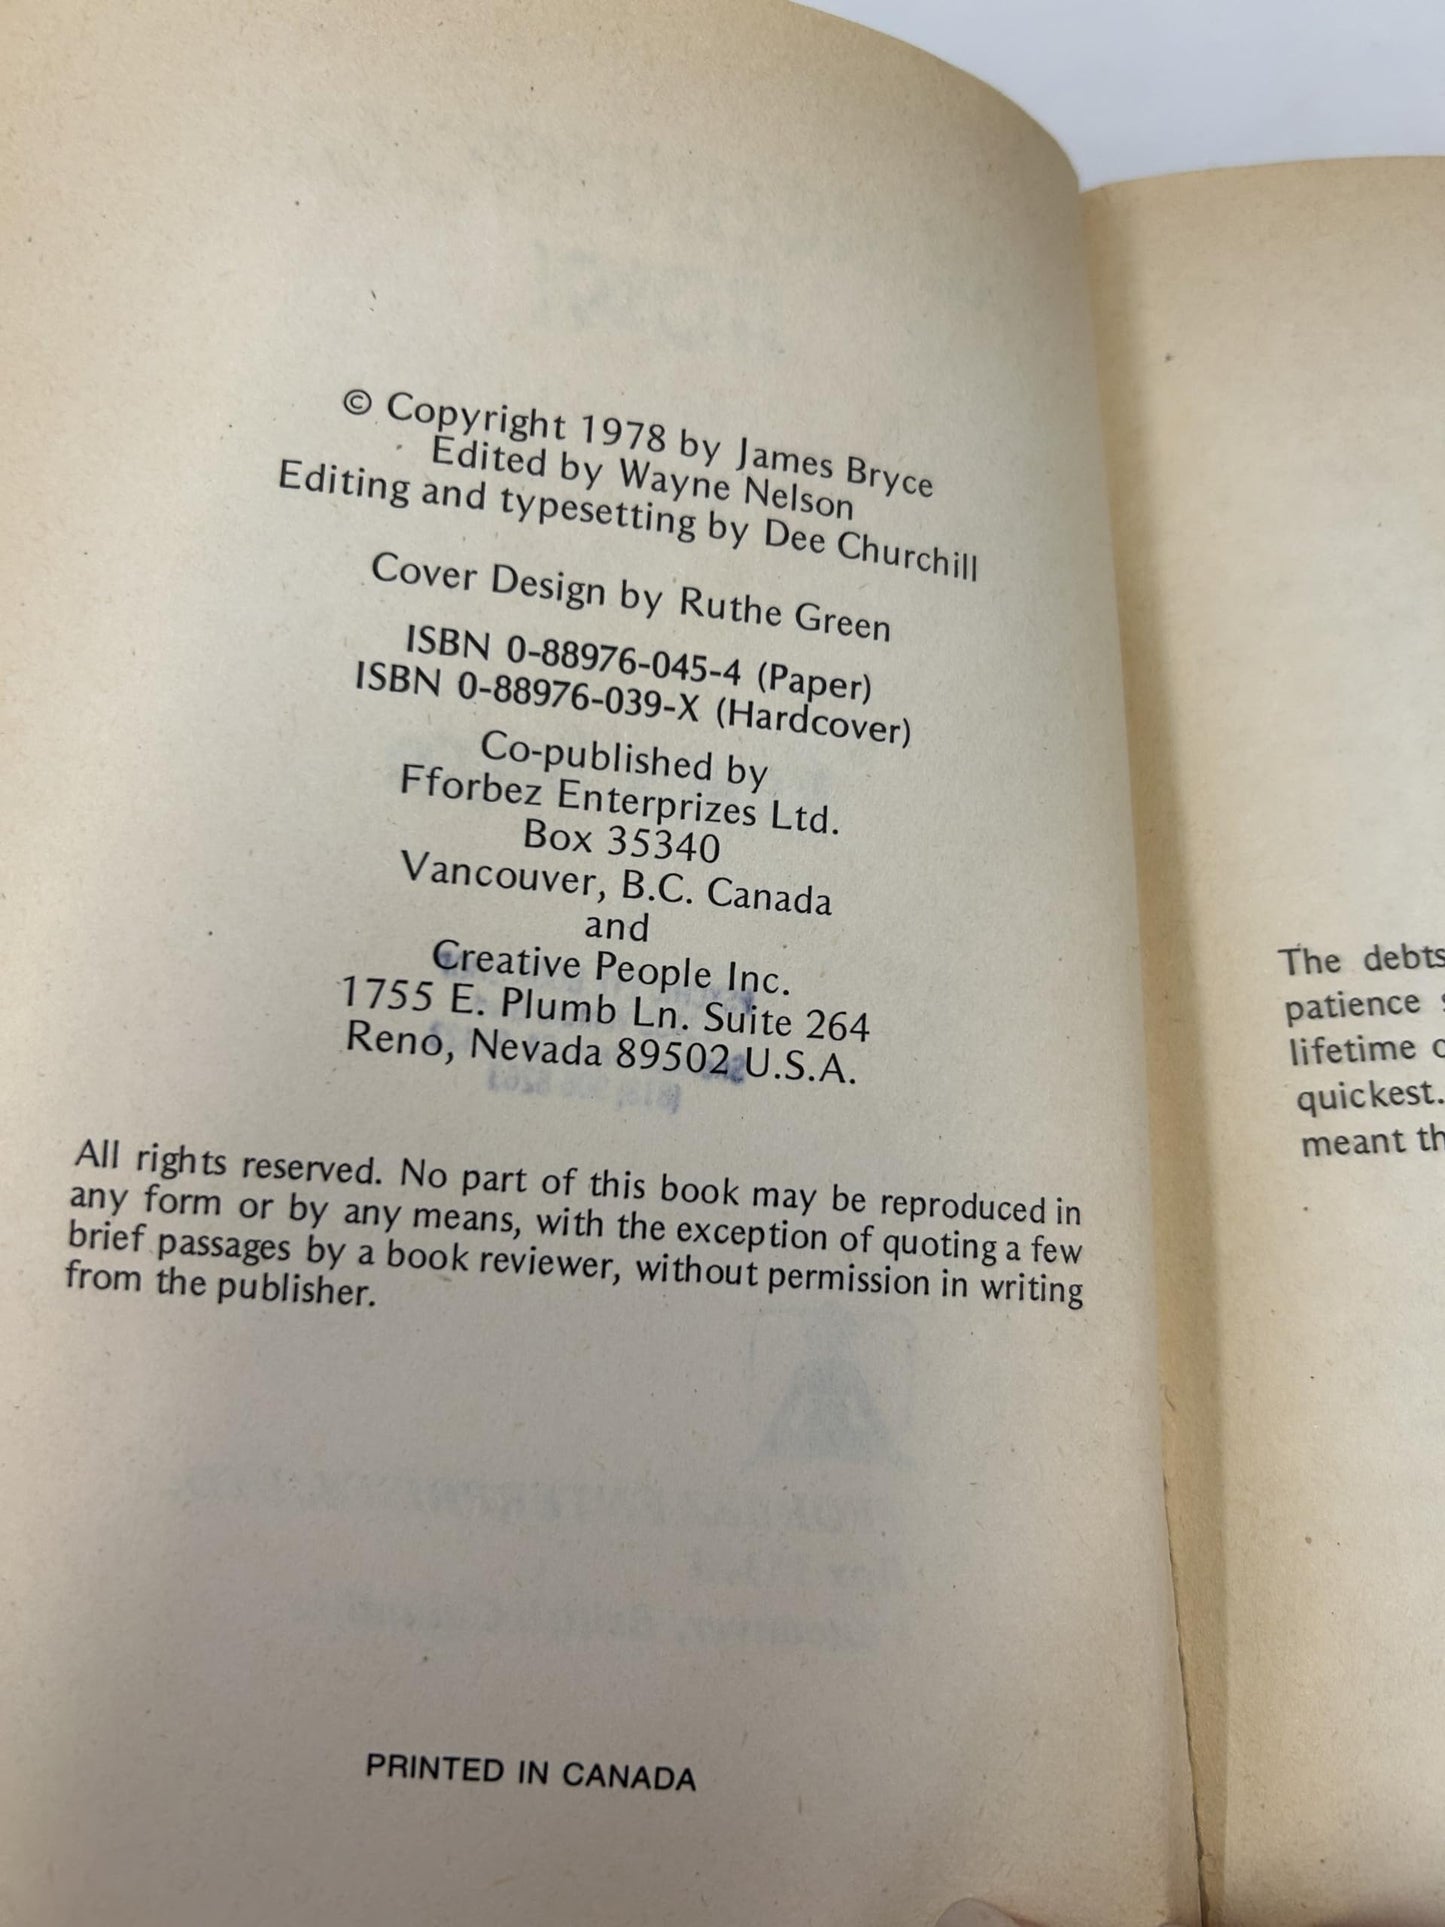 © Copyright 1978 by James Bryce
Edited by Wayne Nelson
Editing and typesetting by Dee Churchill
Cover Design by Ruthe Green
ISBN 0-88976-045-4 (Paper)
ISBN 0-88976-039-X (Hardcover)
Co-published by
Fforbez Enterprizes Ltd.
Box 35340
Vancouver, B.C. Canada
and
Creative People Inc.
1755 E. Plumb Ln. Suite 264
Reno, Nevada 89502 U.S.A.
All rights reserved. No part of this book may be reproduced in
any form or by any means, with the exception of quoting a few
brief passages by a book reviewer, without permission in writing
from the publisher.
PRINTED IN CANADA
The debts
patience
lifetime
quickest.
meant